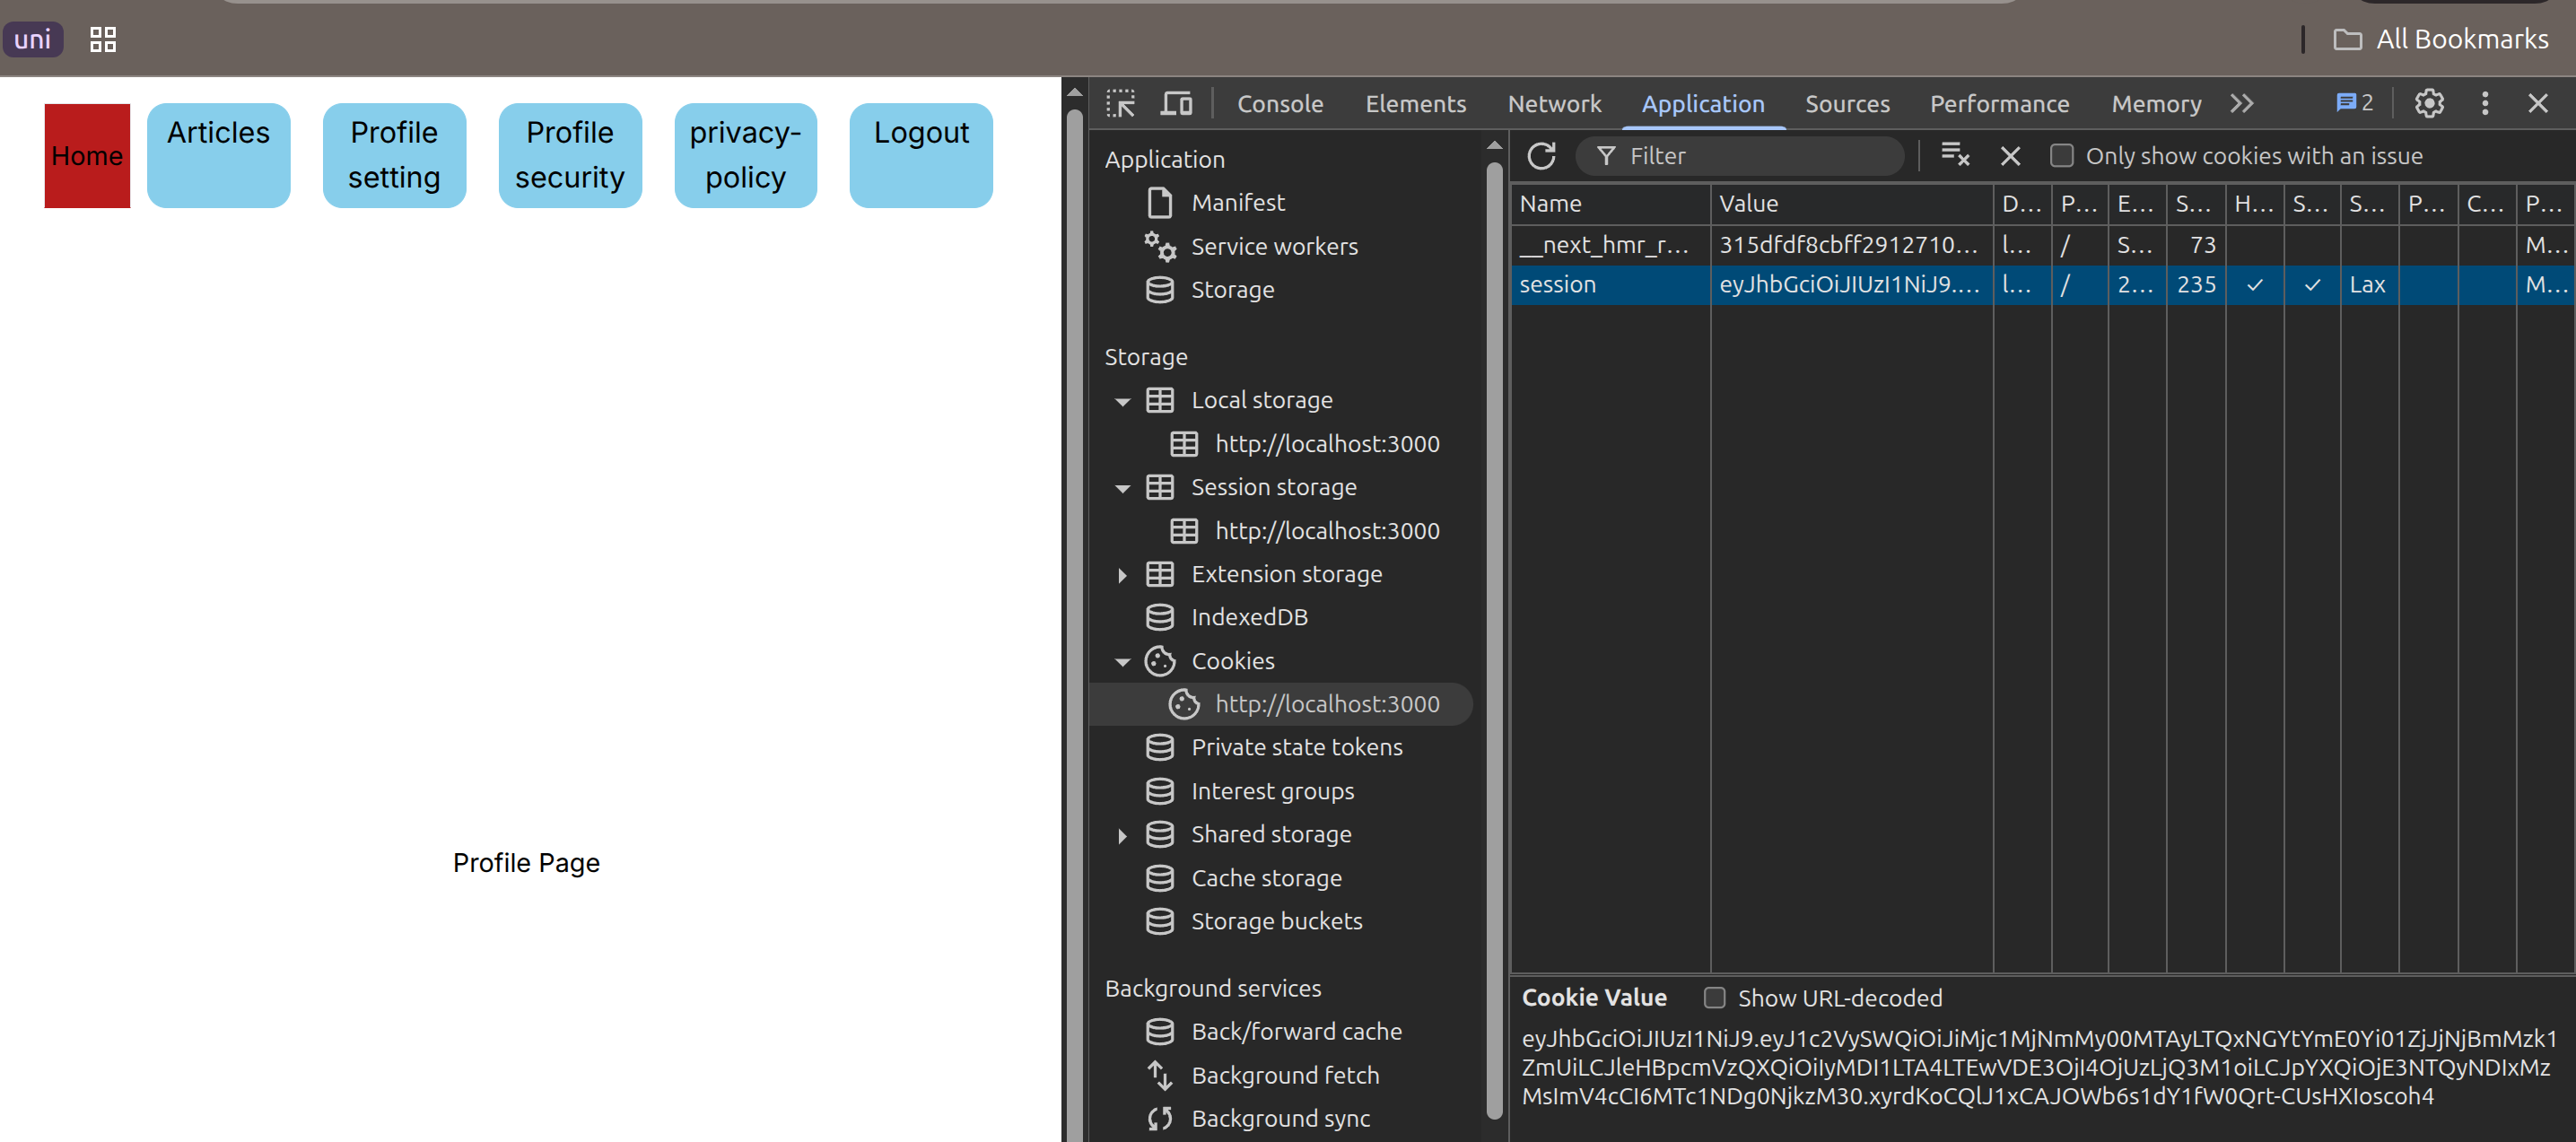 uni
All Bookmarks
Home
Articles
Profile
setting
Profile
security
privacy-
policy
Logout
Profile Page
Console Elements Network Application Sources Performance Memory 2
Application
Manifest
Service workers
Storage
Storage
Local storage
http://localhost:3000
Session storage
http://localhost:3000
Extension storage
IndexedDB
Cookies
http://localhost:3000
Private state tokens
Interest groups
Shared storage
Cache storage
Storage buckets
Background services
Back/forward cache
Background fetch
Background sync
Filter Only show cookies with an issue
Name Value D... P... E... S... H... S... S... P... C... P...
__next_hmr_r... 315dfdf8cbff2912710... l... / S... 73 M...
session eyJhbGciOiJIUzI1NiJ9.... l... / 2... 235 ✓ ✓ Lax M...
Cookie Value Show URL-decoded
eyJhbGciOiJIUzI1NiJ9.eyJ1c2VySWQiOiJiMjc1MjNmMy00MTAyLTQxNGYtYmE0Yi01ZjJjNjBmMzk1
ZmUiLCJleHBpcmVzQXQiOiIyMDI1LTA4LTEwVDE3OjI4OjUzLjQ3M1oiLCJpYXQiOjE3NTQyNDIxMz
MsImV4cCI6MTc1NDg0NjkzM30.xyrdKoCQlJ1xCAJOWb6s1dY1fW0Qrt-CUsHXIoscoh4